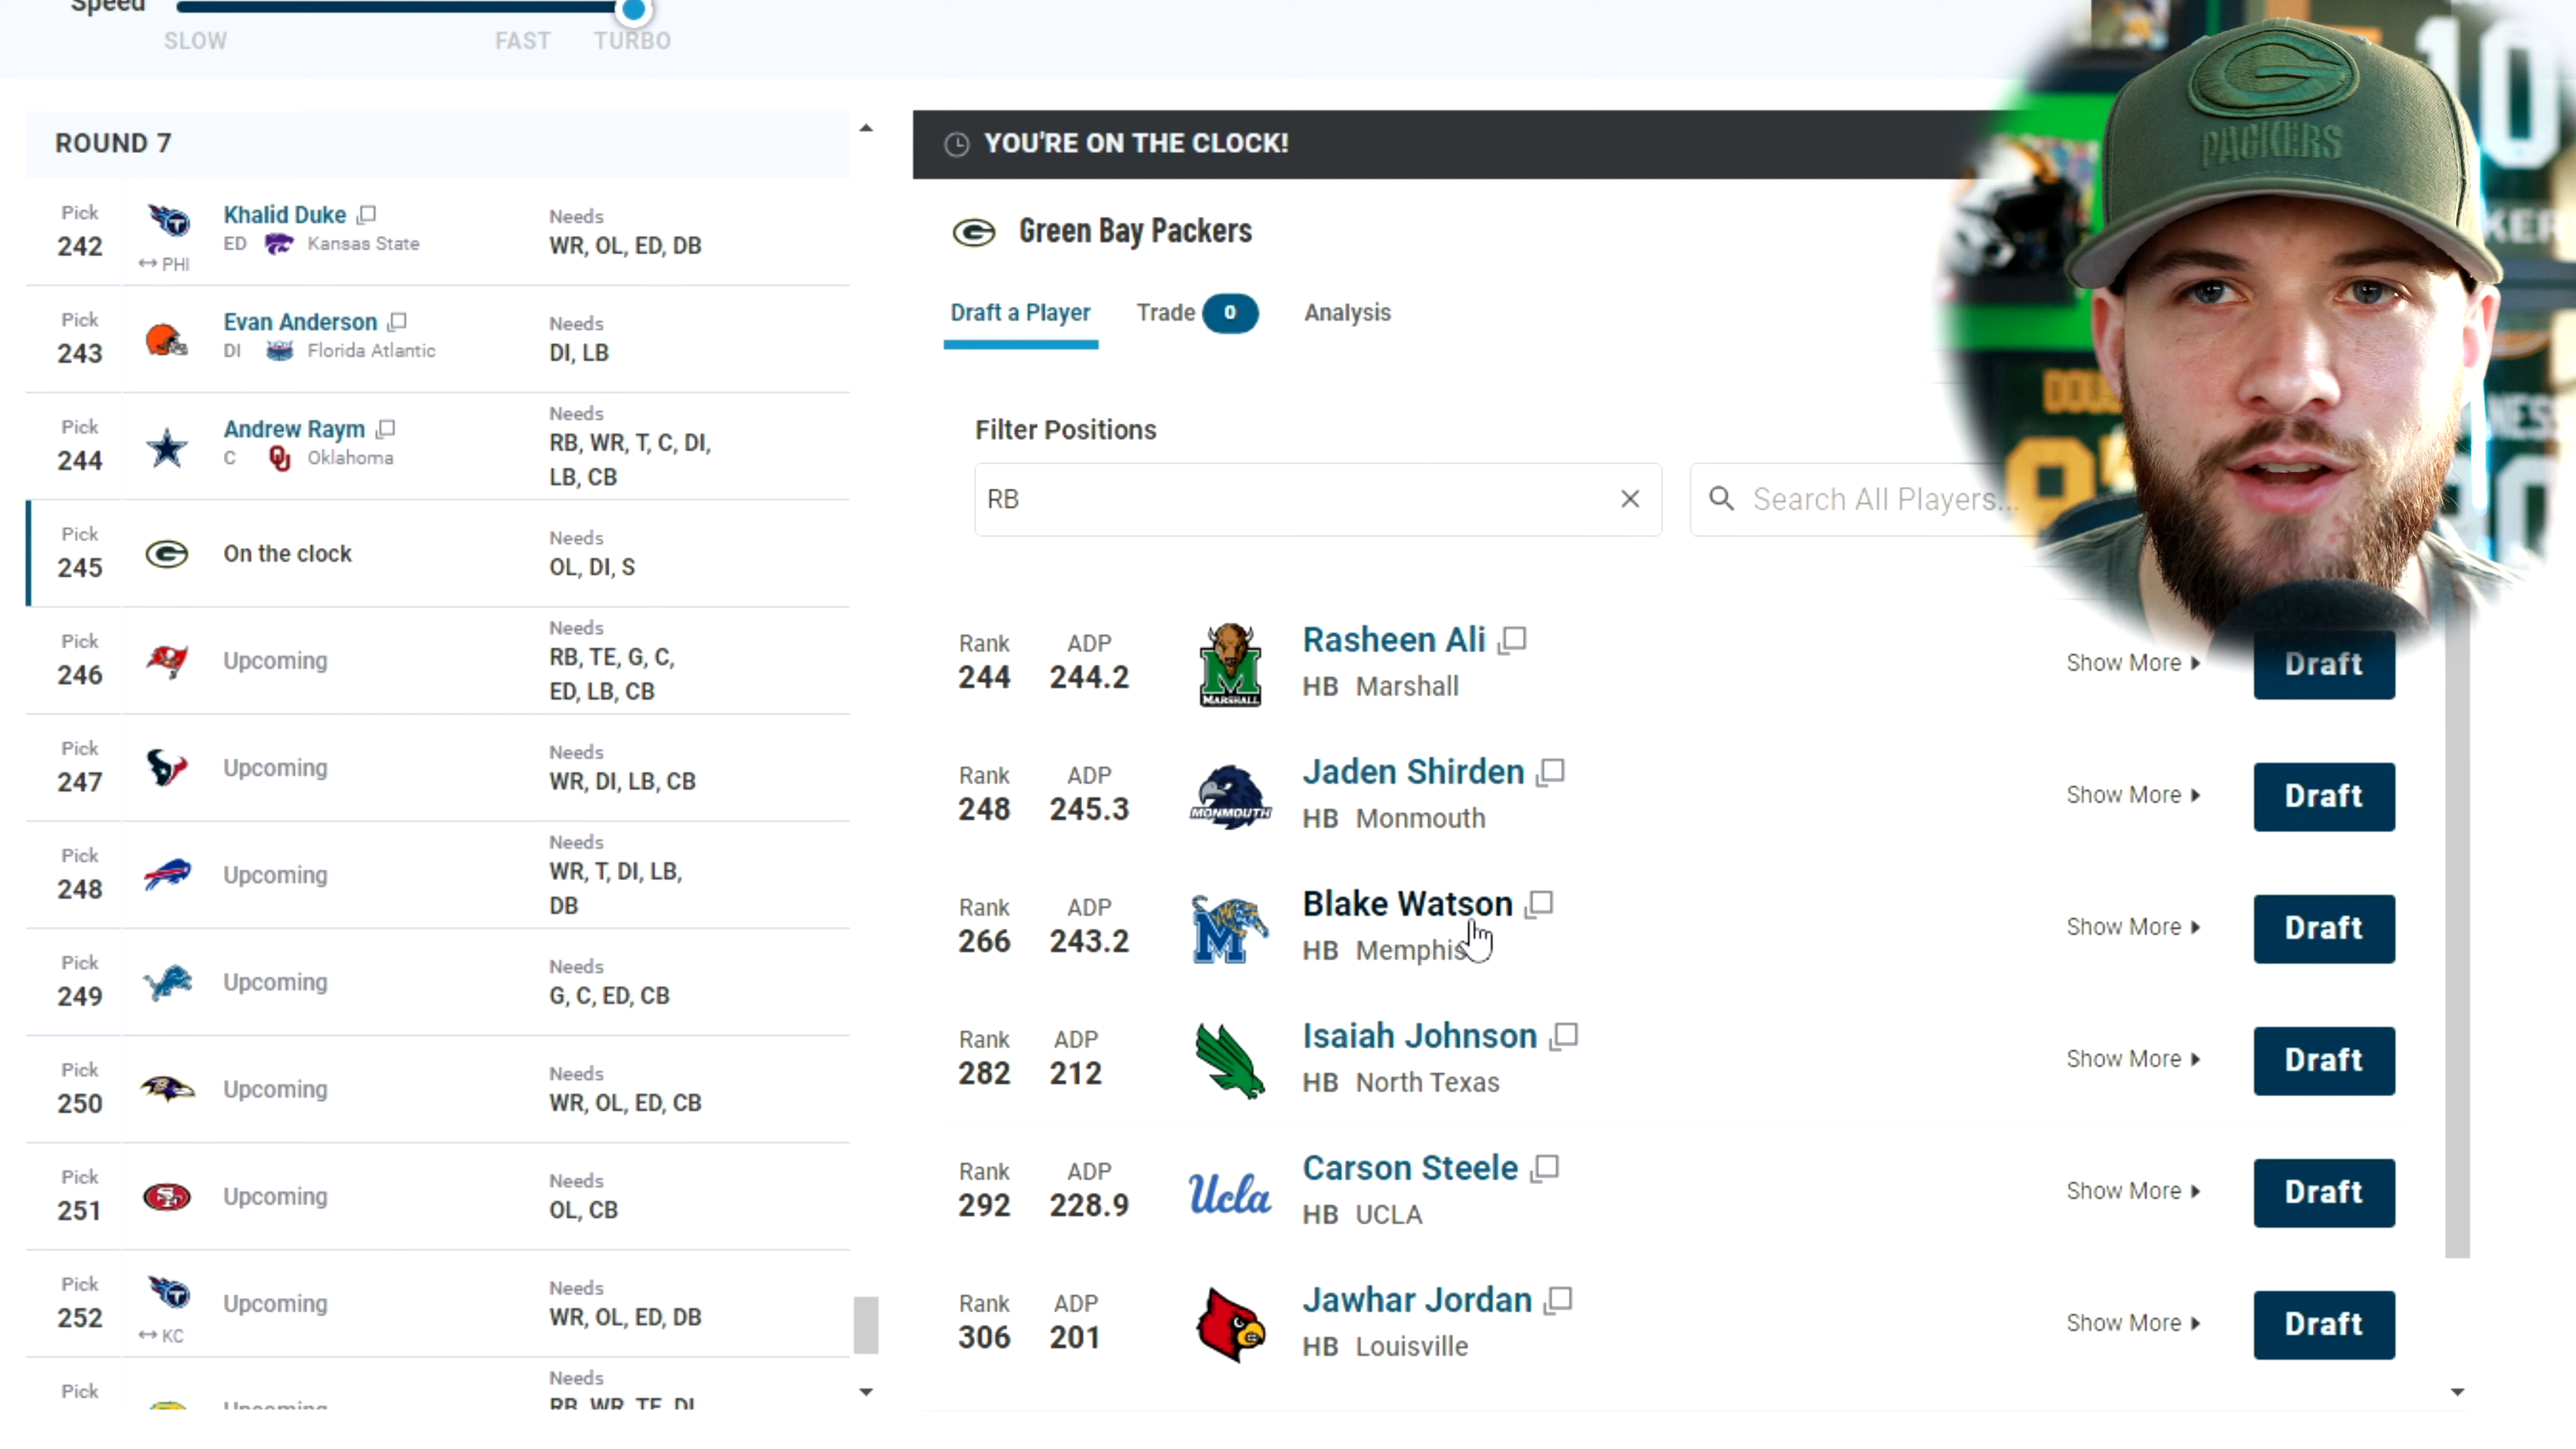 Speed
SLOW FAST TURBO
ROUND 7
Pick
242
PHI
Khalid Duke
ED Kansas State
Needs
WR, OL, ED, DB
Pick
243
Evan Anderson
DI Florida Atlantic
Needs
DI, LB
Pick
244
Andrew Raym
C OU Oklahoma
Needs
RB, WR, T, C, DI,
LB, CB
Pick
245
On the clock
Needs
OL, DI, S
Pick
246
Upcoming
Needs
RB, TE, G, C,
ED, LB, CB
Pick
247
Upcoming
Needs
WR, DI, LB, CB
Pick
248
Upcoming
Needs
WR, T, DI, LB,
DB
Pick
249
Upcoming
Needs
G, C, ED, CB
Pick
250
Upcoming
Needs
WR, OL, ED, CB
Pick
251
Upcoming
Needs
OL, CB
Pick
252
KC
Upcoming
Needs
WR, OL, ED, DB
Pick
Upcoming
Needs
RB, WR, TE, DI
YOU'RE ON THE CLOCK!
Green Bay Packers
Draft a Player Trade 0 Analysis
Filter Positions
RB
Search All Players...
Rank ADP
244 244.2
M MARSHALL
Rasheen Ali
HB Marshall
Show More
Draft
Rank ADP
248 245.3
MONMOUTH
Jaden Shirden
HB Monmouth
Show More
Draft
Rank ADP
266 243.2
M
Blake Watson
HB Memphis
Show More
Draft
Rank ADP
282 212
Isaiah Johnson
HB North Texas
Show More
Draft
Rank ADP
292 228.9
Ucla
Carson Steele
HB UCLA
Show More
Draft
Rank ADP
306 201
Jawhar Jordan
HB Louisville
Show More
Draft
G
PACKERS
10